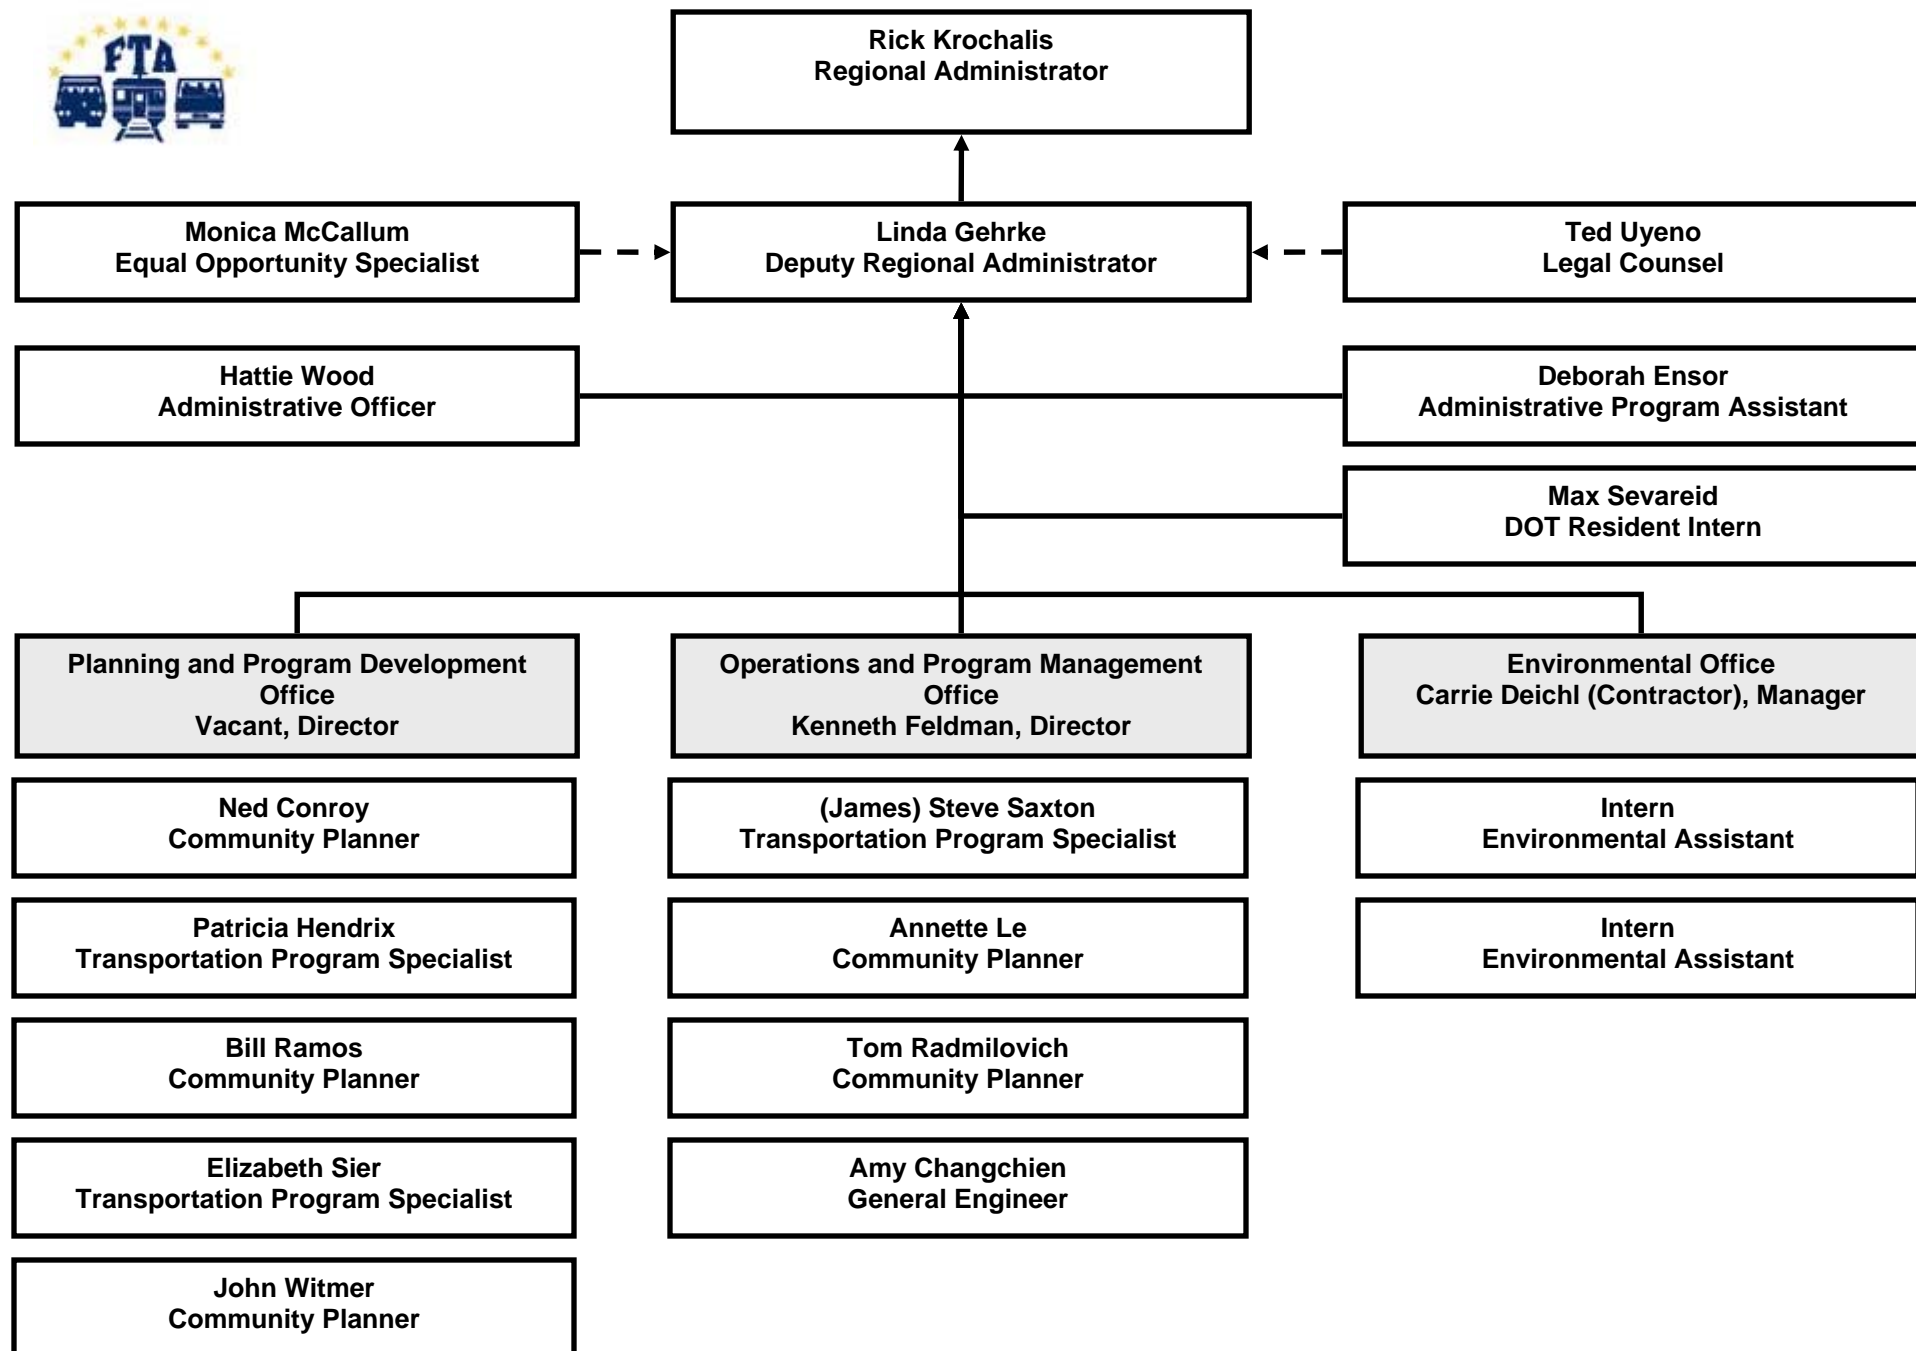 FTA
Rick Krochalis
Regional Administrator
Monica McCallum
Equal Opportunity Specialist
Linda Gehrke
Deputy Regional Administrator
Ted Uyeno
Legal Counsel
Hattie Wood
Administrative Officer
Deborah Ensor
Administrative Program Assistant
Max Sevareid
DOT Resident Intern
Planning and Program Development
Office
Vacant, Director
Operations and Program Management
Office
Kenneth Feldman, Director
Environmental Office
Carrie Deichl (Contractor), Manager
Ned Conroy
Community Planner
(James) Steve Saxton
Transportation Program Specialist
Intern
Environmental Assistant
Patricia Hendrix
Transportation Program Specialist
Annette Le
Community Planner
Intern
Environmental Assistant
Bill Ramos
Community Planner
Tom Radmilovich
Community Planner
Elizabeth Sier
Transportation Program Specialist
Amy Changchien
General Engineer
John Witmer
Community Planner